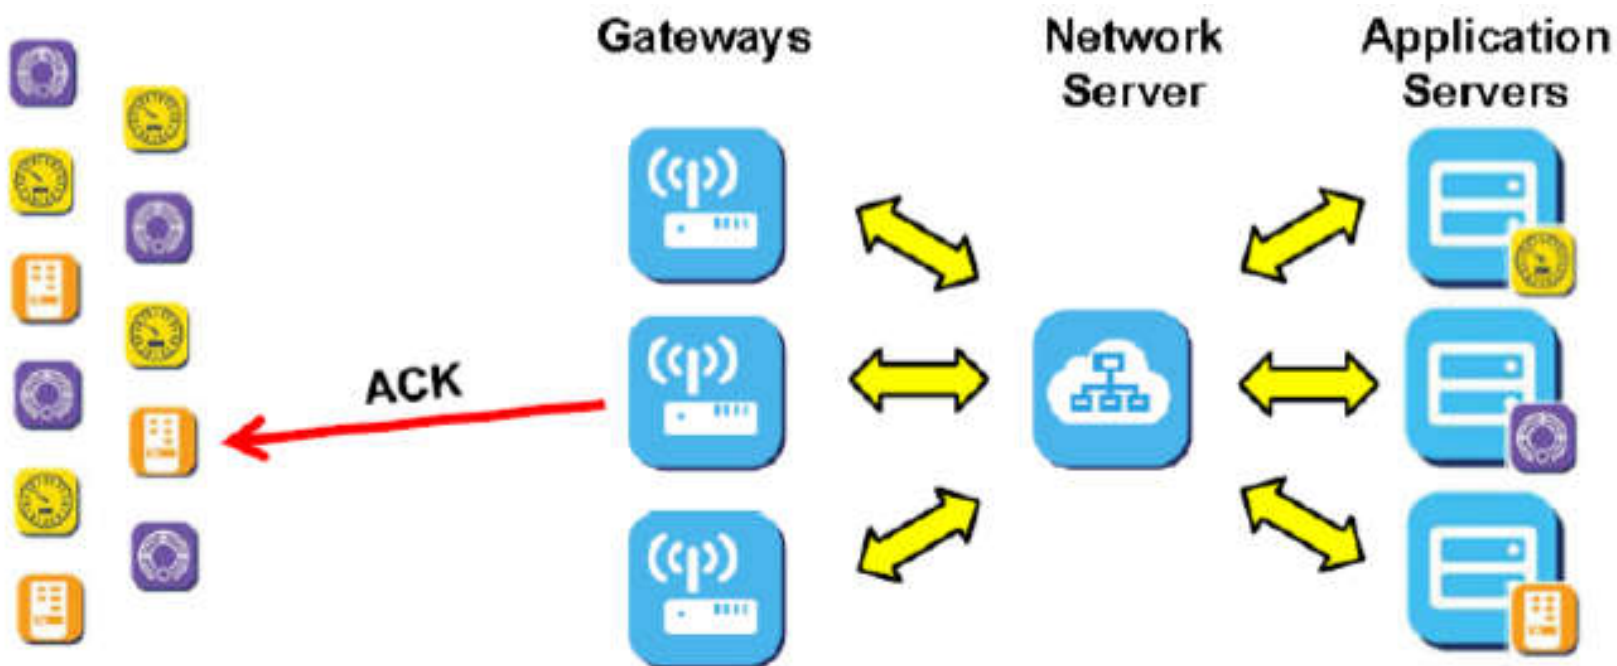 Gateways
Network
Server
Application
Servers
ACK